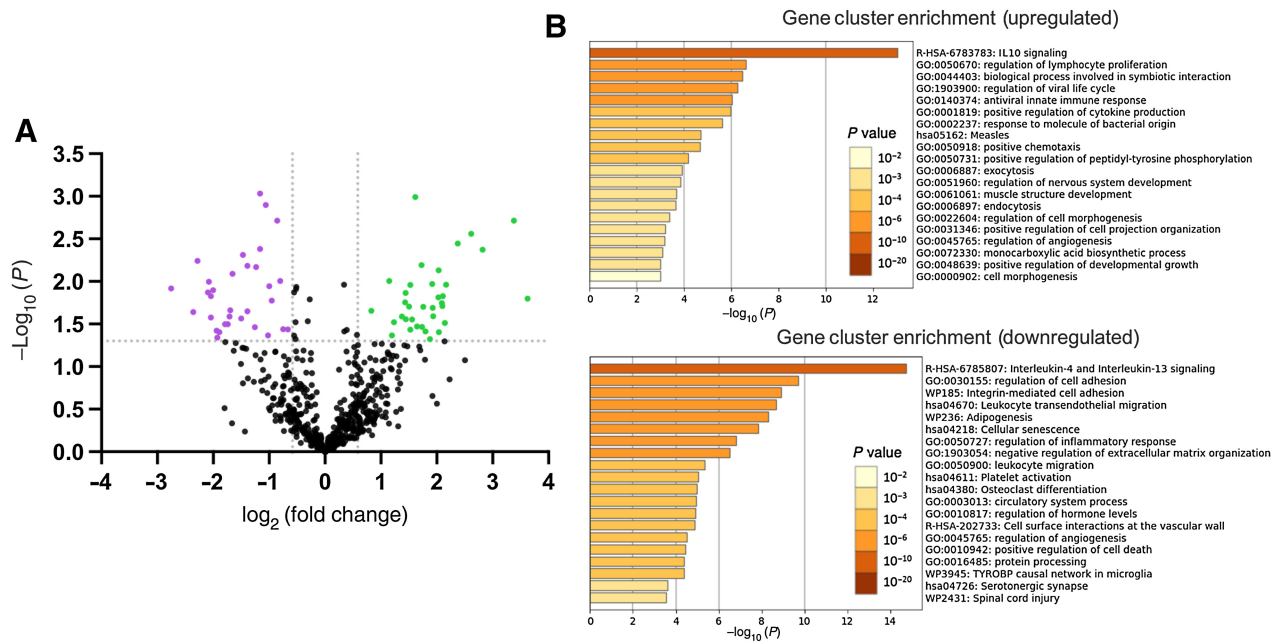 A
3.5
3.0
2.5
2.0
1.5
1.0
0.5
0.0
−Log10 (P)
−4 −3 −2 −1 0 1 2 3 4
log2 (fold change)
B
Gene cluster enrichment (upregulated)
R-HSA-6783783: IL10 signaling
GO:0050670: regulation of lymphocyte proliferation
GO:0044403: biological process involved in symbiotic interaction
GO:1903900: regulation of viral life cycle
GO:0140374: antiviral innate immune response
GO:0001819: positive regulation of cytokine production
GO:0002237: response to molecule of bacterial origin
hsa05162: Measles
GO:0050918: positive chemotaxis
GO:0050731: positive regulation of peptidyl-tyrosine phosphorylation
GO:0006887: exocytosis
GO:0051960: regulation of nervous system development
GO:0061061: muscle structure development
GO:0006897: endocytosis
GO:0022604: regulation of cell morphogenesis
GO:0031346: positive regulation of cell projection organization
GO:0045765: regulation of angiogenesis
GO:0072330: monocarboxylic acid biosynthetic process
GO:0048639: positive regulation of developmental growth
GO:0000902: cell morphogenesis
P value
10−2
10−3
10−4
10−6
10−10
10−20
0 2 4 6 8 10 12
−log10 (P)
Gene cluster enrichment (downregulated)
R-HSA-6785807: Interleukin-4 and Interleukin-13 signaling
GO:0030155: regulation of cell adhesion
WP185: Integrin-mediated cell adhesion
hsa04670: Leukocyte transendothelial migration
WP236: Adipogenesis
hsa04218: Cellular senescence
GO:0050727: regulation of inflammatory response
GO:1903054: negative regulation of extracellular matrix organization
GO:0050900: leukocyte migration
hsa04611: Platelet activation
hsa04380: Osteoclast differentiation
GO:0003013: circulatory system process
GO:0010817: regulation of hormone levels
R-HSA-202733: Cell surface interactions at the vascular wall
GO:0045765: regulation of angiogenesis
GO:0010942: positive regulation of cell death
GO:0016485: protein processing
WP3945: TYROBP causal network in microglia
hsa04726: Serotonergic synapse
WP2431: Spinal cord injury
P value
10−2
10−3
10−4
10−6
10−10
10−20
0 2 4 6 8 10 12 14
−log10 (P)